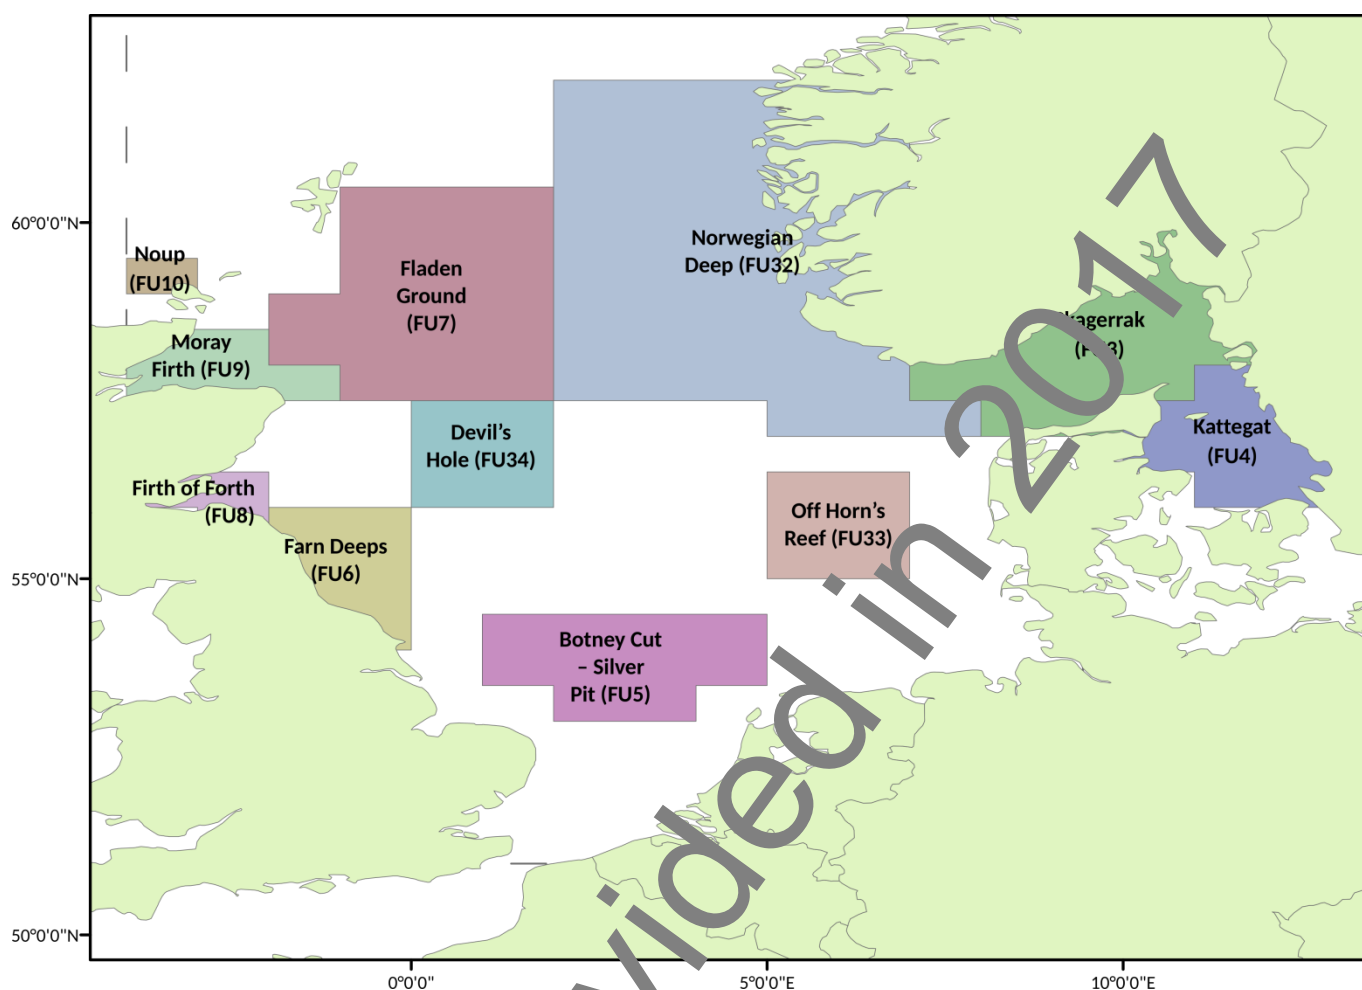 60°0'0"N
Noup
(FU10)
Fladen
Ground
(FU7)
Norwegian
Deep (FU32)
Skagerrak
Moray
Firth (FU9)
Kattegat
(FU4)
Devil's
Hole (FU34)
Firth of Forth
(FU8)
Off Horn's
Reef (FU33)
Farn Deeps
(FU6)
55°0'0"N
Botney Cut
– Silver
Pit (FU5)
50°0'0"N
0°0'0"
5°0'0"E
10°0'0"E
in 2017